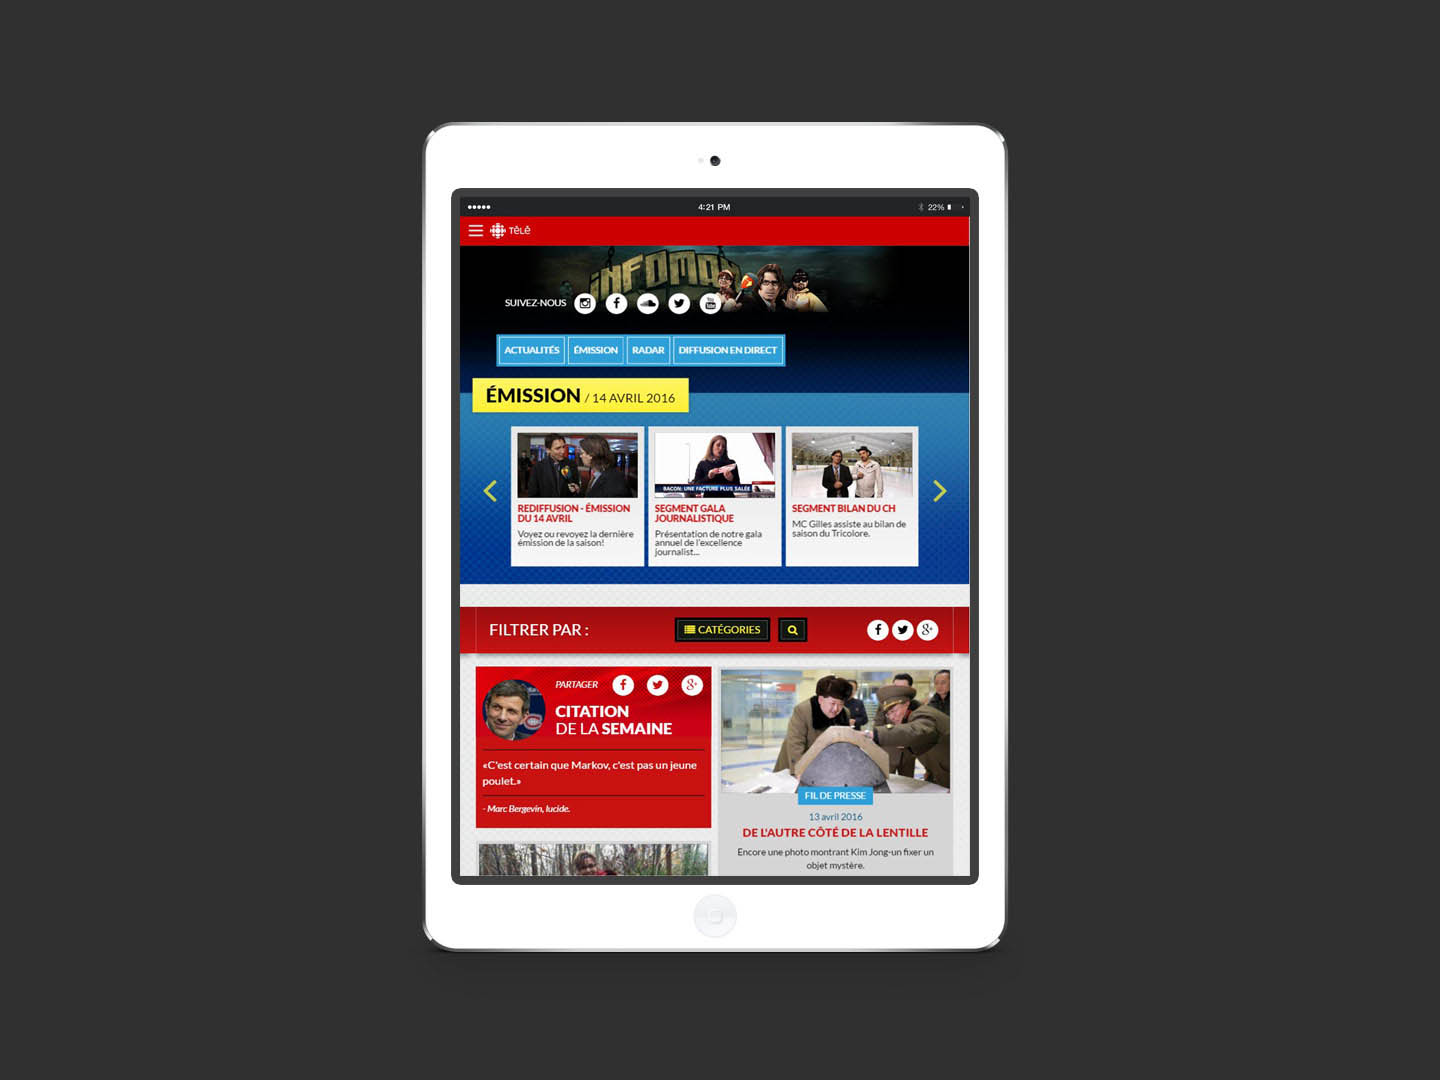 4:21 PM
22%
TÉLÉ
INFOMAN
SUIVEZ-NOUS
ACTUALITÉS
ÉMISSION
RADAR
DIFFUSION EN DIRECT
ÉMISSION / 14 AVRIL 2016
BACON: UNE FACTURE PLUS SALÉE
REDIFFUSION - ÉMISSION
DU 14 AVRIL
Voyez ou revoyez la dernière
émission de la saison!
SEGMENT GALA
JOURNALISTIQUE
Présentation de notre gala
annuel de l'excellence
journalist...
SEGMENT BILAN DU CH
MC Gilles assiste au bilan de
saison du Tricolore.
FILTRER PAR :
CATÉGORIES
PARTAGER
CITATION
DE LA SEMAINE
«C'est certain que Markov, c'est pas un jeune
poulet.»
- Marc Bergevin, lucide.
FIL DE PRESSE
13 avril 2016
DE L'AUTRE CÔTÉ DE LA LENTILLE
Encore une photo montrant Kim Jong-un fixer un
objet mystère.